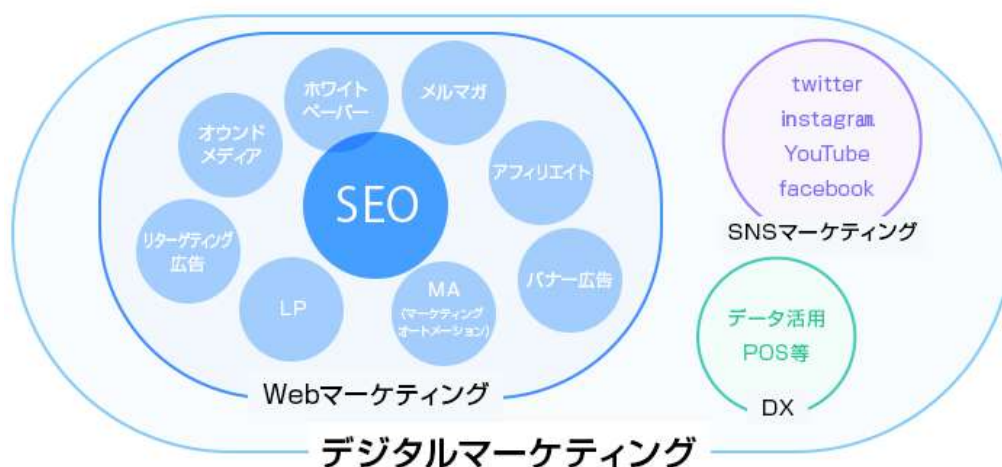 ホワイト
ペーパー
メルマガ
オウンド
メディア
SEO
アフィリエイト
リターゲティング
広告
LP
MA
(マーケティング
オートメーション)
バナー広告
Webマーケティング
twitter
instagram
YouTube
facebook
SNSマーケティング
データ活用
POS等
DX
デジタルマーケティング